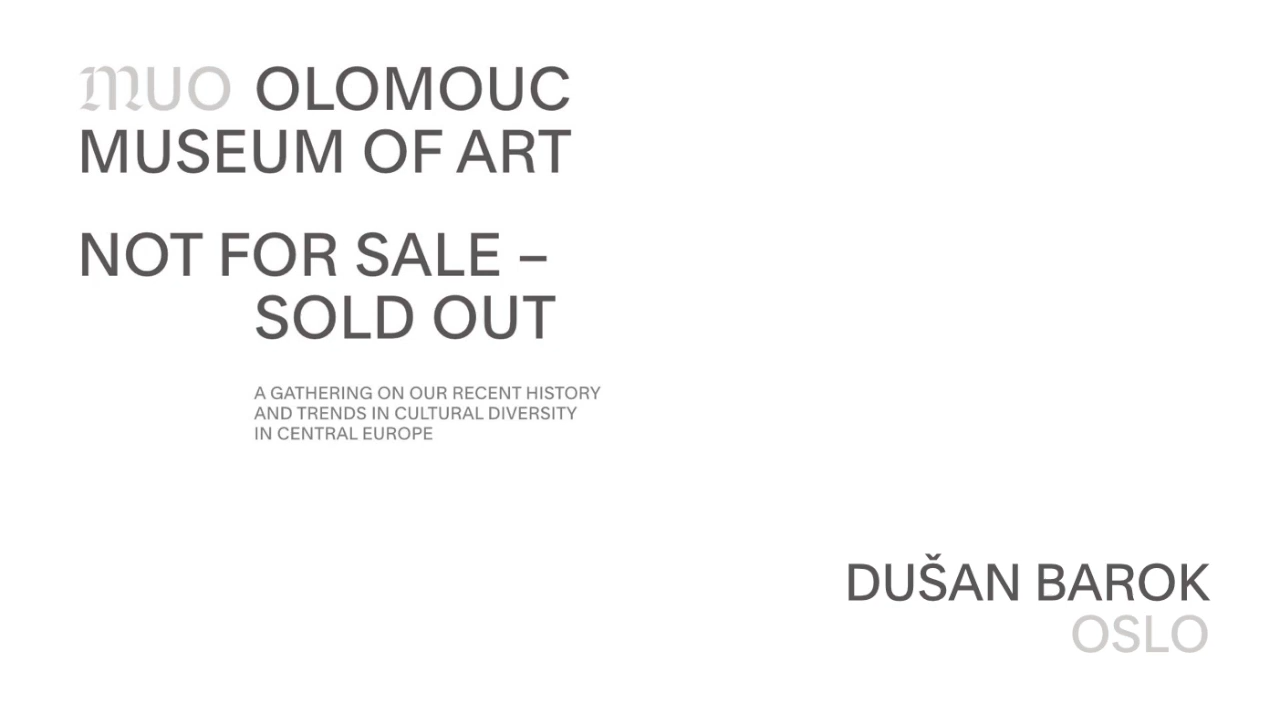 MUO OLOMOUC
MUSEUM OF ART
NOT FOR SALE –
SOLD OUT
A GATHERING ON OUR RECENT HISTORY
AND TRENDS IN CULTURAL DIVERSITY
IN CENTRAL EUROPE
DUŠAN BAROK
OSLO